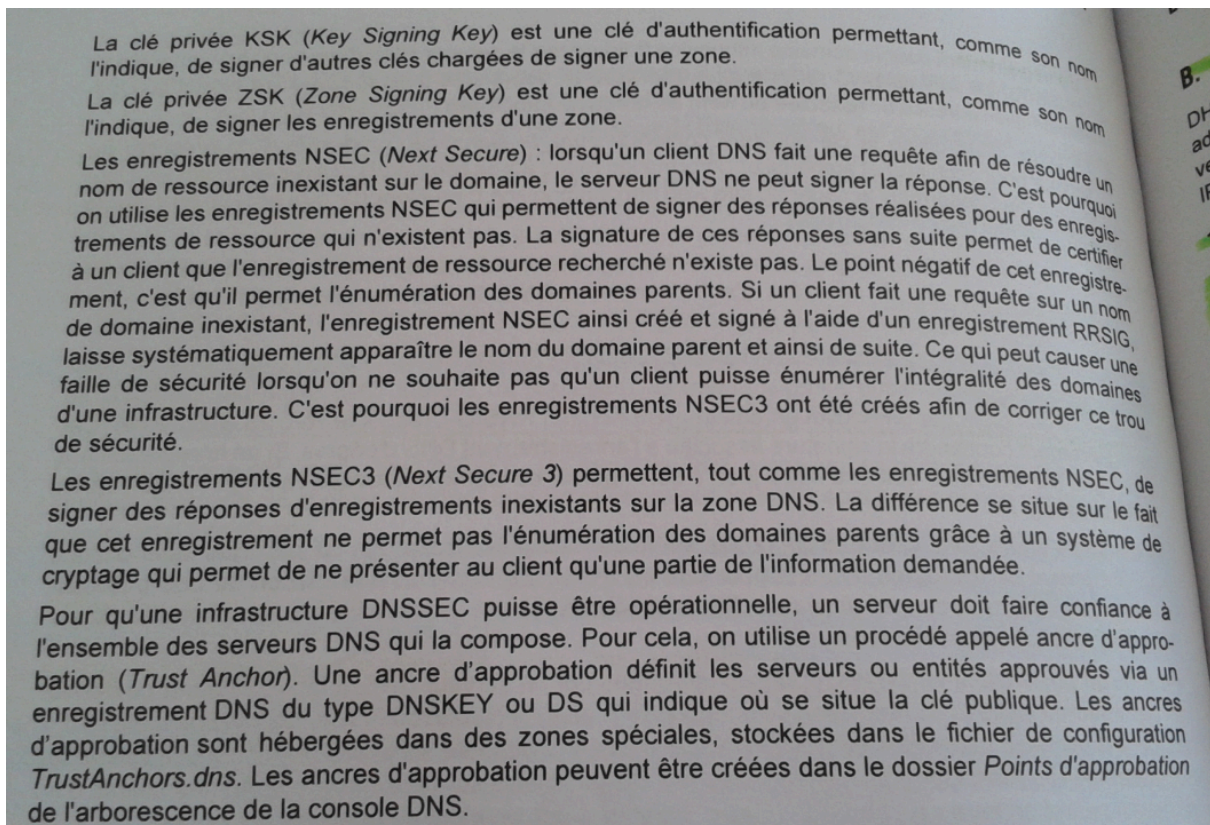 La clé privée KSK (Key Signing Key) est une clé d'authentification permettant, comme son nom
l'indique, de signer d'autres clés chargées de signer une zone.
La clé privée ZSK (Zone Signing Key) est une clé d'authentification permettant, comme son nom
l'indique, de signer les enregistrements d'une zone.
Les enregistrements NSEC (Next Secure) : lorsqu'un client DNS fait une requête afin de résoudre un
nom de ressource inexistant sur le domaine, le serveur DNS ne peut signer la réponse. C'est pourquoi
on utilise les enregistrements NSEC qui permettent de signer des réponses réalisées pour des enregis-
trements de ressource qui n'existent pas. La signature de ces réponses sans suite permet de certifier
à un client que l'enregistrement de ressource recherché n'existe pas. Le point négatif de cet enregistre-
ment, c'est qu'il permet l'énumération des domaines parents. Si un client fait une requête sur un nom
de domaine inexistant, l'enregistrement NSEC ainsi créé et signé à l'aide d'un enregistrement RRSIG,
laisse systématiquement apparaître le nom du domaine parent et ainsi de suite. Ce qui peut causer une
faille de sécurité lorsqu'on ne souhaite pas qu'un client puisse énumérer l'intégralité des domaines
d'une infrastructure. C'est pourquoi les enregistrements NSEC3 ont été créés afin de corriger ce trou
de sécurité.
Les enregistrements NSEC3 (Next Secure 3) permettent, tout comme les enregistrements NSEC, de
signer des réponses d'enregistrements inexistants sur la zone DNS. La différence se situe sur le fait
que cet enregistrement ne permet pas l'énumération des domaines parents grâce à un système de
cryptage qui permet de ne présenter au client qu'une partie de l'information demandée.
Pour qu'une infrastructure DNSSEC puisse être opérationnelle, un serveur doit faire confiance à
l'ensemble des serveurs DNS qui la compose. Pour cela, on utilise un procédé appelé ancre d'appro-
bation (Trust Anchor). Une ancre d'approbation définit les serveurs ou entités approuvés via un
enregistrement DNS du type DNSKEY ou DS qui indique où se situe la clé publique. Les ancres
d'approbation sont hébergées dans des zones spéciales, stockées dans le fichier de configuration
TrustAnchors.dns. Les ancres d'approbation peuvent être créées dans le dossier Points d'approbation
de l'arborescence de la console DNS.
B.